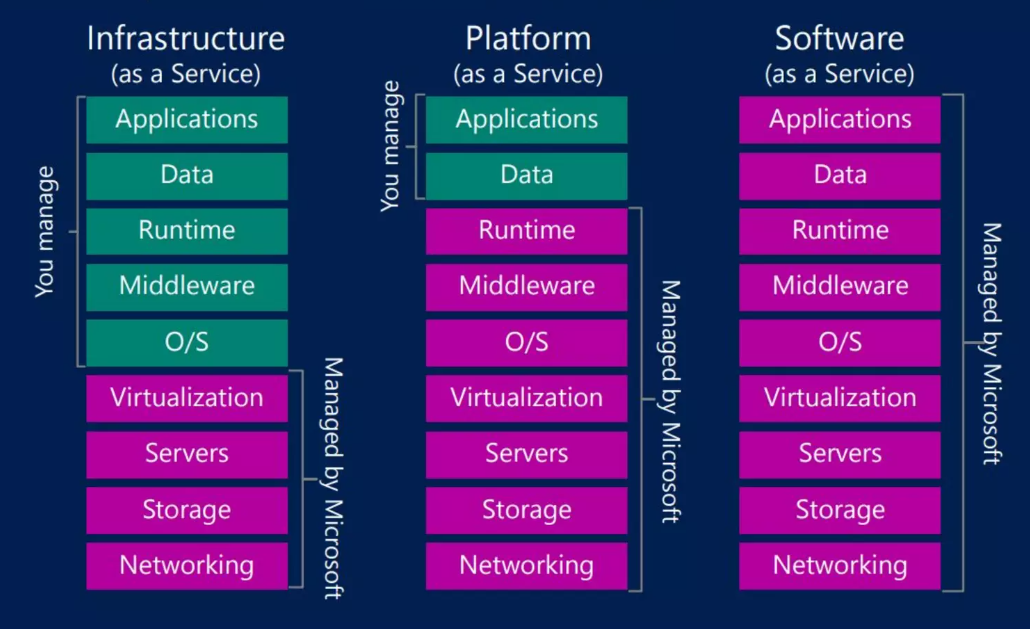 Infrastructure
(as a Service)
You manage
Applications
Data
Runtime
Middleware
O/S
Virtualization
Servers
Storage
Networking
Managed by Microsoft
Platform
(as a Service)
You manage
Applications
Data
Runtime
Middleware
O/S
Virtualization
Servers
Storage
Networking
Managed by Microsoft
Software
(as a Service)
Applications
Data
Runtime
Middleware
O/S
Virtualization
Servers
Storage
Networking
Managed by Microsoft